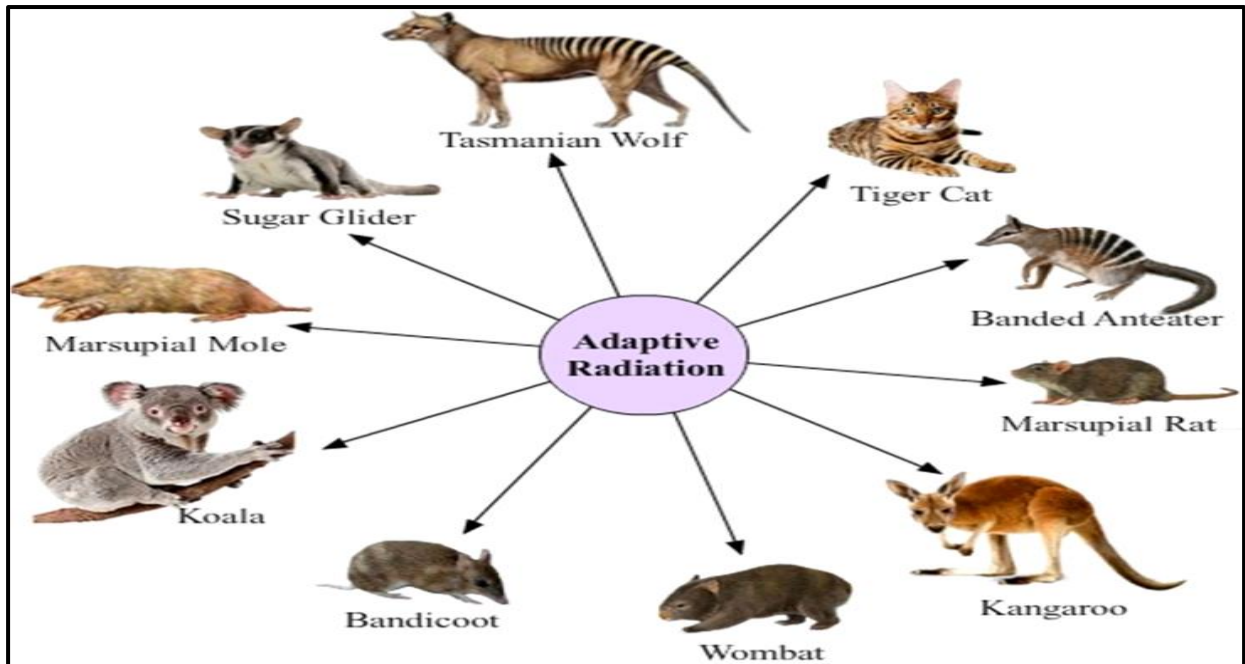 Tasmanian Wolf
Tiger Cat
Sugar Glider
Banded Anteater
Marsupial Mole
Adaptive
Radiation
Marsupial Rat
Koala
Kangaroo
Bandicoot
Wombat